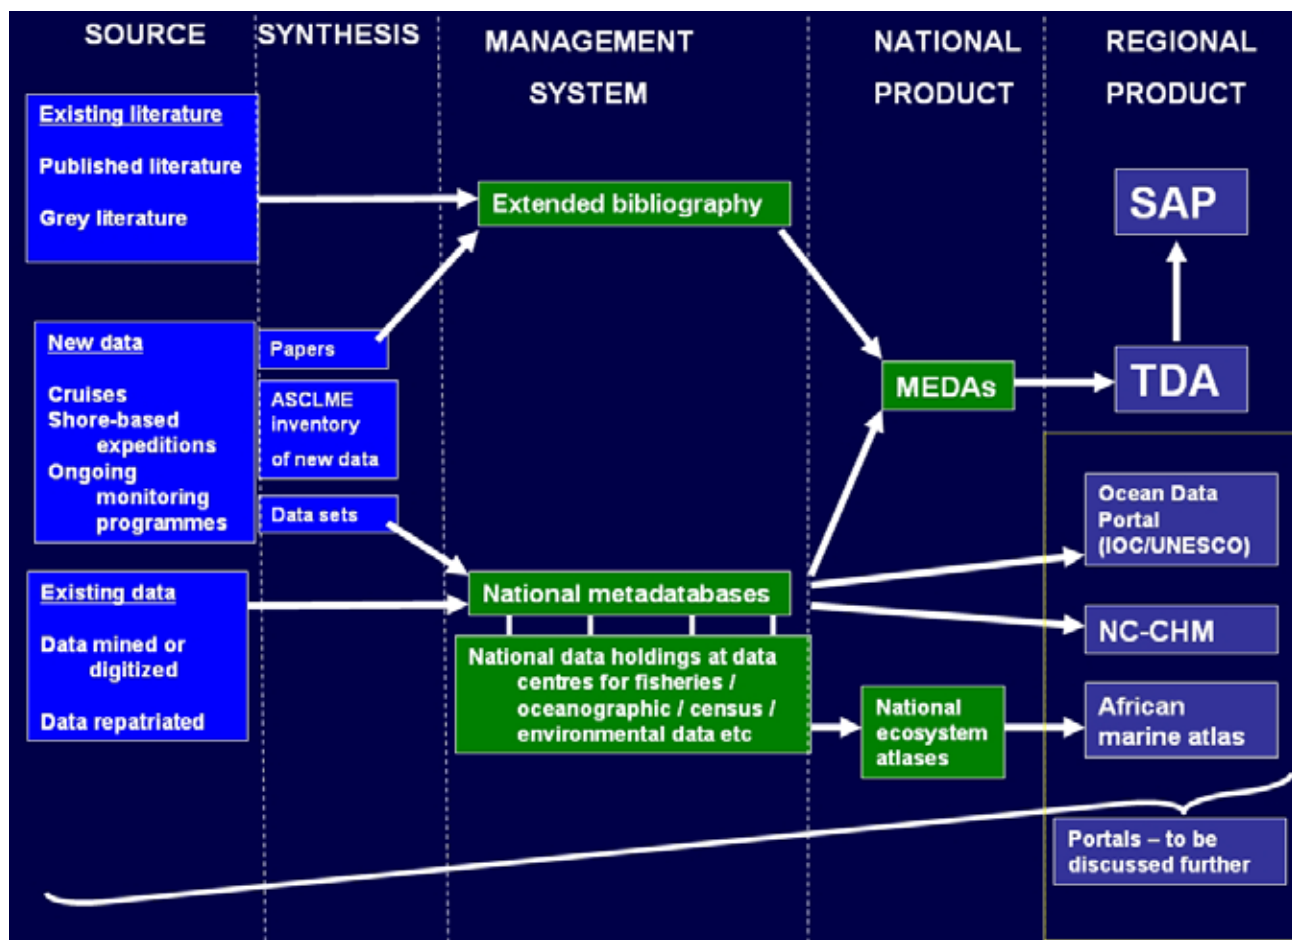 SOURCE
SYNTHESIS
MANAGEMENT
SYSTEM
NATIONAL
PRODUCT
REGIONAL
PRODUCT
Existing literature
Published literature
Grey literature
New data
Cruises
Shore-based
expeditions
Ongoing
monitoring
programmes
Existing data
Data mined or
digitized
Data repatriated
Papers
ASCLME
inventory
of new data
Data sets
Extended bibliography
National metadatabases
National data holdings at data
centres for fisheries /
oceanographic / census /
environmental data etc
MEDAs
National
ecosystem
atlases
SAP
TDA
Ocean Data
Portal
(IOC/UNESCO)
NC-CHM
African
marine atlas
Portals – to be
discussed further